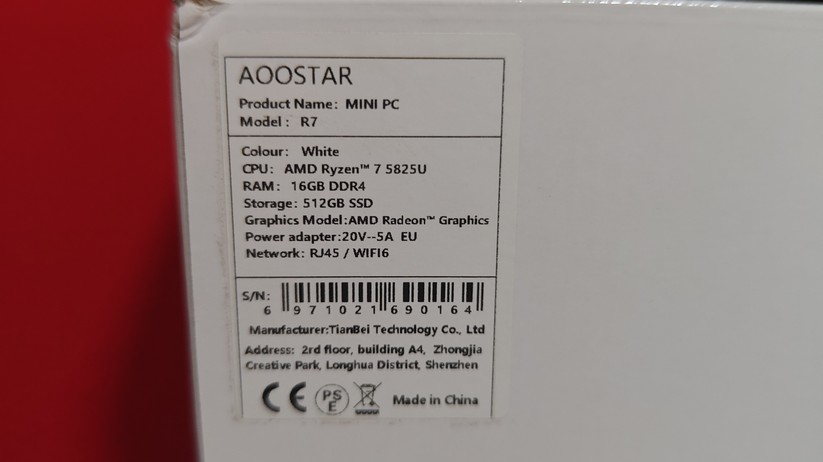 AOOSTAR
Product Name: MINI PC
Model : R7
Colour: White
CPU: AMD Ryzen™ 7 5825U
RAM: 16GB DDR4
Storage: 512GB SSD
Graphics Model:AMD Radeon™ Graphics
Power adapter:20V--5A EU
Network: RJ45 / WIFI6
S/N:
6 971021 690164
Manufacturer:TianBei Technology Co., Ltd
Address: 2rd floor, building A4, Zhongjia
Creative Park, Longhua District, Shenzhen
CE PS E Made in China